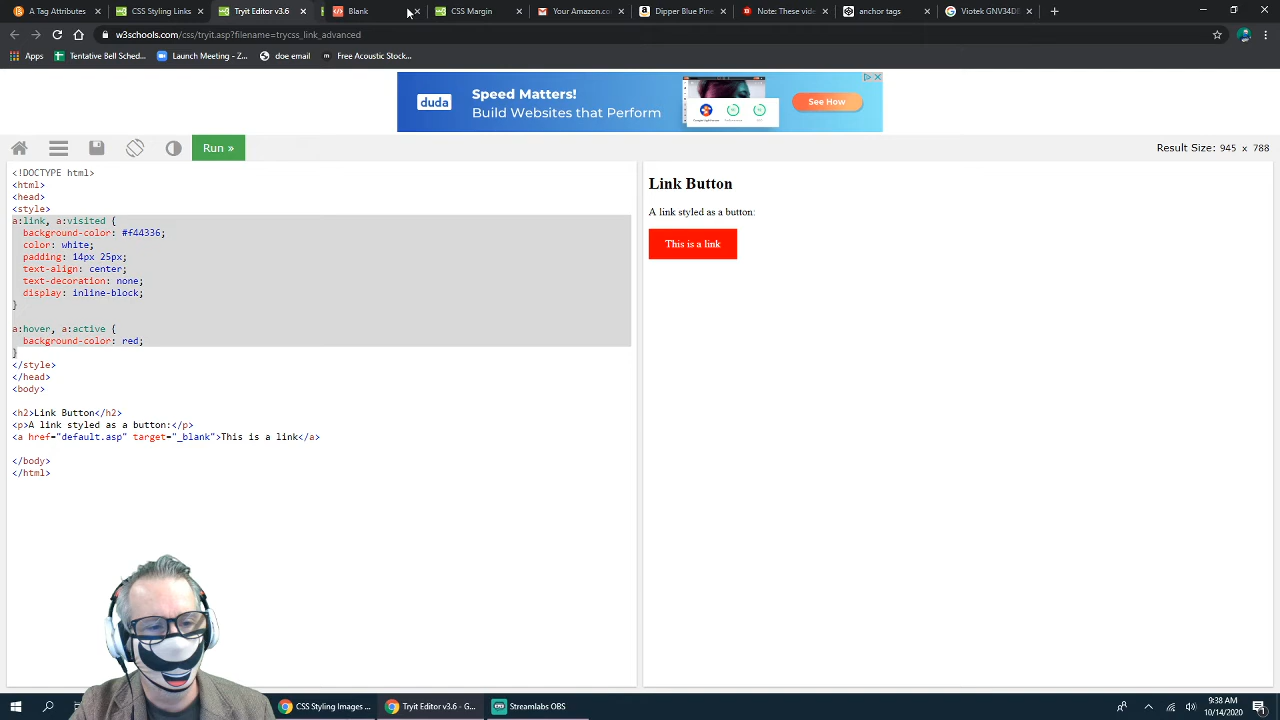 A Tag Attributes
CSS Styling Links
Tryit Editor v3.6
Blank
CSS Margin
Your Amazon.co
Dippr Blue Pine
Note These video
anchor tags
Viotek GNV34DB
w3schools.com/css/tryit.asp?filename=trycss_link_advanced
Apps
Tentative Bell Sched...
Launch Meeting - Z...
doe email
Free Acoustic Stock...
duda
Speed Matters!
Build Websites that Perform
See How
Run »
Result Size: 945 x 788
<!DOCTYPE html>
<html>
<head>
<style>
a:link, a:visited {
  background-color: #f44336;
  color: white;
  padding: 14px 25px;
  text-align: center;
  text-decoration: none;
  display: inline-block;
}
a:hover, a:active {
  background-color: red;
}
</style>
</head>
<body>
<h2>Link Button</h2>
<p>A link styled as a button:</p>
<a href="default.asp" target="_blank">This is a link</a>
</body>
</html>
Link Button
A link styled as a button:
This is a link
CSS Styling Images ...
Tryit Editor v3.6 - G...
Dreamlabs OBS
9:38 AM
10/14/2020